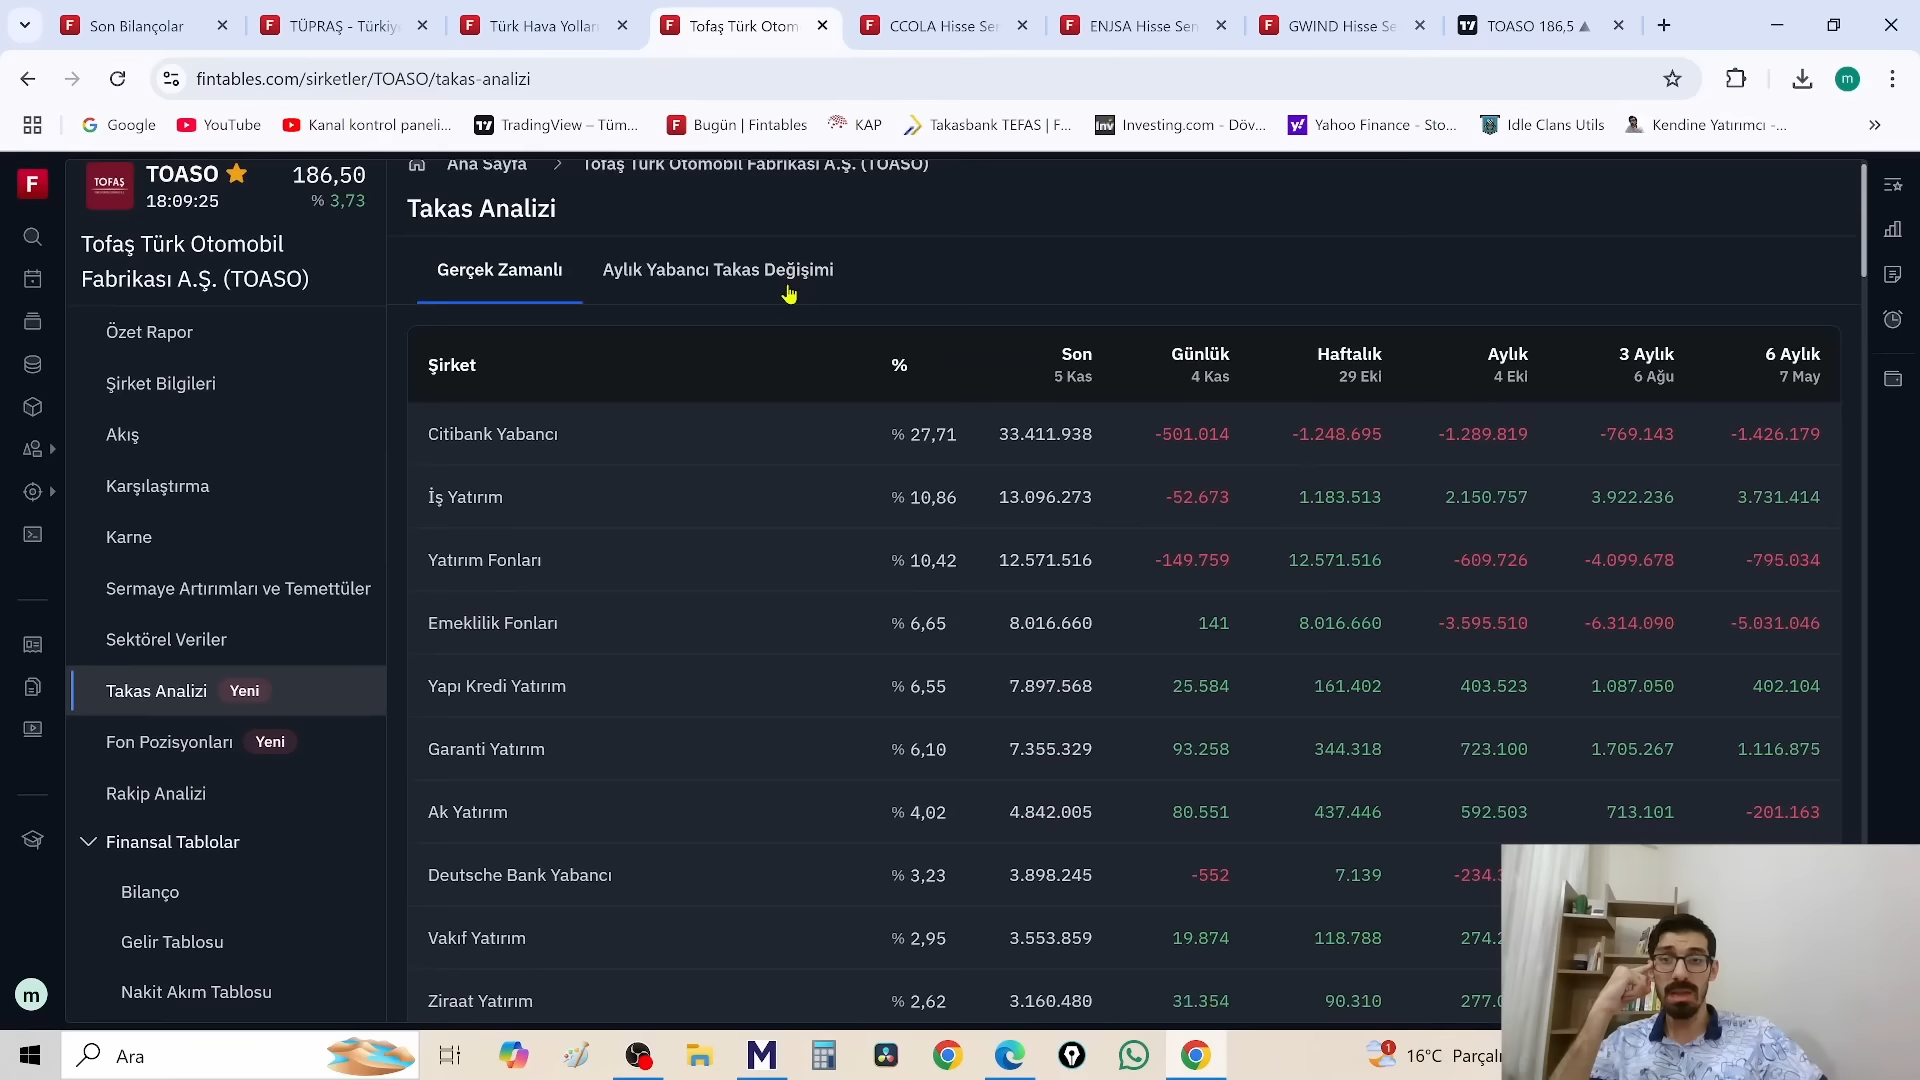 Son Bilançolar
TÜPRAŞ - Türkiye
Türk Hava Yolları
Tofaş Türk Otom
CCOLA Hisse Se
ENJSA Hisse Sen
GWIND Hisse Se
TOASO 186,5 ▲
fintables.com/sirketler/TOASO/takas-analizi
m
Google
YouTube
Kanal kontrol paneli...
TradingView – Tüm...
Bugün | Fintables
KAP
Takasbank TEFAS | F...
Investing.com - Döv...
Yahoo Finance - Sto...
Idle Clans Utils
Kendine Yatırımcı -...
TOFAŞ
TOASO
186,50
18:09:25
% 3,73
Tofaş Türk Otomobil
Fabrikası A.Ş. (TOASO)
Özet Rapor
Şirket Bilgileri
Akış
Karşılaştırma
Karne
Sermaye Artırımları ve Temettüler
Sektörel Veriler
Takas Analizi Yeni
Fon Pozisyonları Yeni
Rakip Analizi
Finansal Tablolar
Bilanço
Gelir Tablosu
Nakit Akım Tablosu
m
Ana Sayfa > Tofaş Türk Otomobil Fabrikası A.Ş. (TOASO)
Takas Analizi
Gerçek Zamanlı Aylık Yabancı Takas Değişimi
Şirket % Son Günlük Haftalık Aylık 3 Aylık 6 Aylık
5 Kas 4 Kas 29 Eki 4 Eki 6 Ağu 7 May
Citibank Yabancı % 27,71 33.411.938 -501.014 -1.248.695 -1.289.819 -769.143 -1.426.179
İş Yatırım % 10,86 13.096.273 -52.673 1.183.513 2.150.757 3.922.236 3.731.414
Yatırım Fonları % 10,42 12.571.516 -149.759 12.571.516 -609.726 -4.099.678 -795.034
Emeklilik Fonları % 6,65 8.016.660 141 8.016.660 -3.595.510 -6.314.090 -5.031.046
Yapı Kredi Yatırım % 6,55 7.897.568 25.584 161.402 403.523 1.087.050 402.104
Garanti Yatırım % 6,10 7.355.329 93.258 344.318 723.100 1.705.267 1.116.875
Ak Yatırım % 4,02 4.842.005 80.551 437.446 592.503 713.101 -201.163
Deutsche Bank Yabancı % 3,23 3.898.245 -552 7.139 -234.
Vakıf Yatırım % 2,95 3.553.859 19.874 118.788 274.
Ziraat Yatırım % 2,62 3.160.480 31.354 90.310 277.
Ara
1
16°C Parçalı